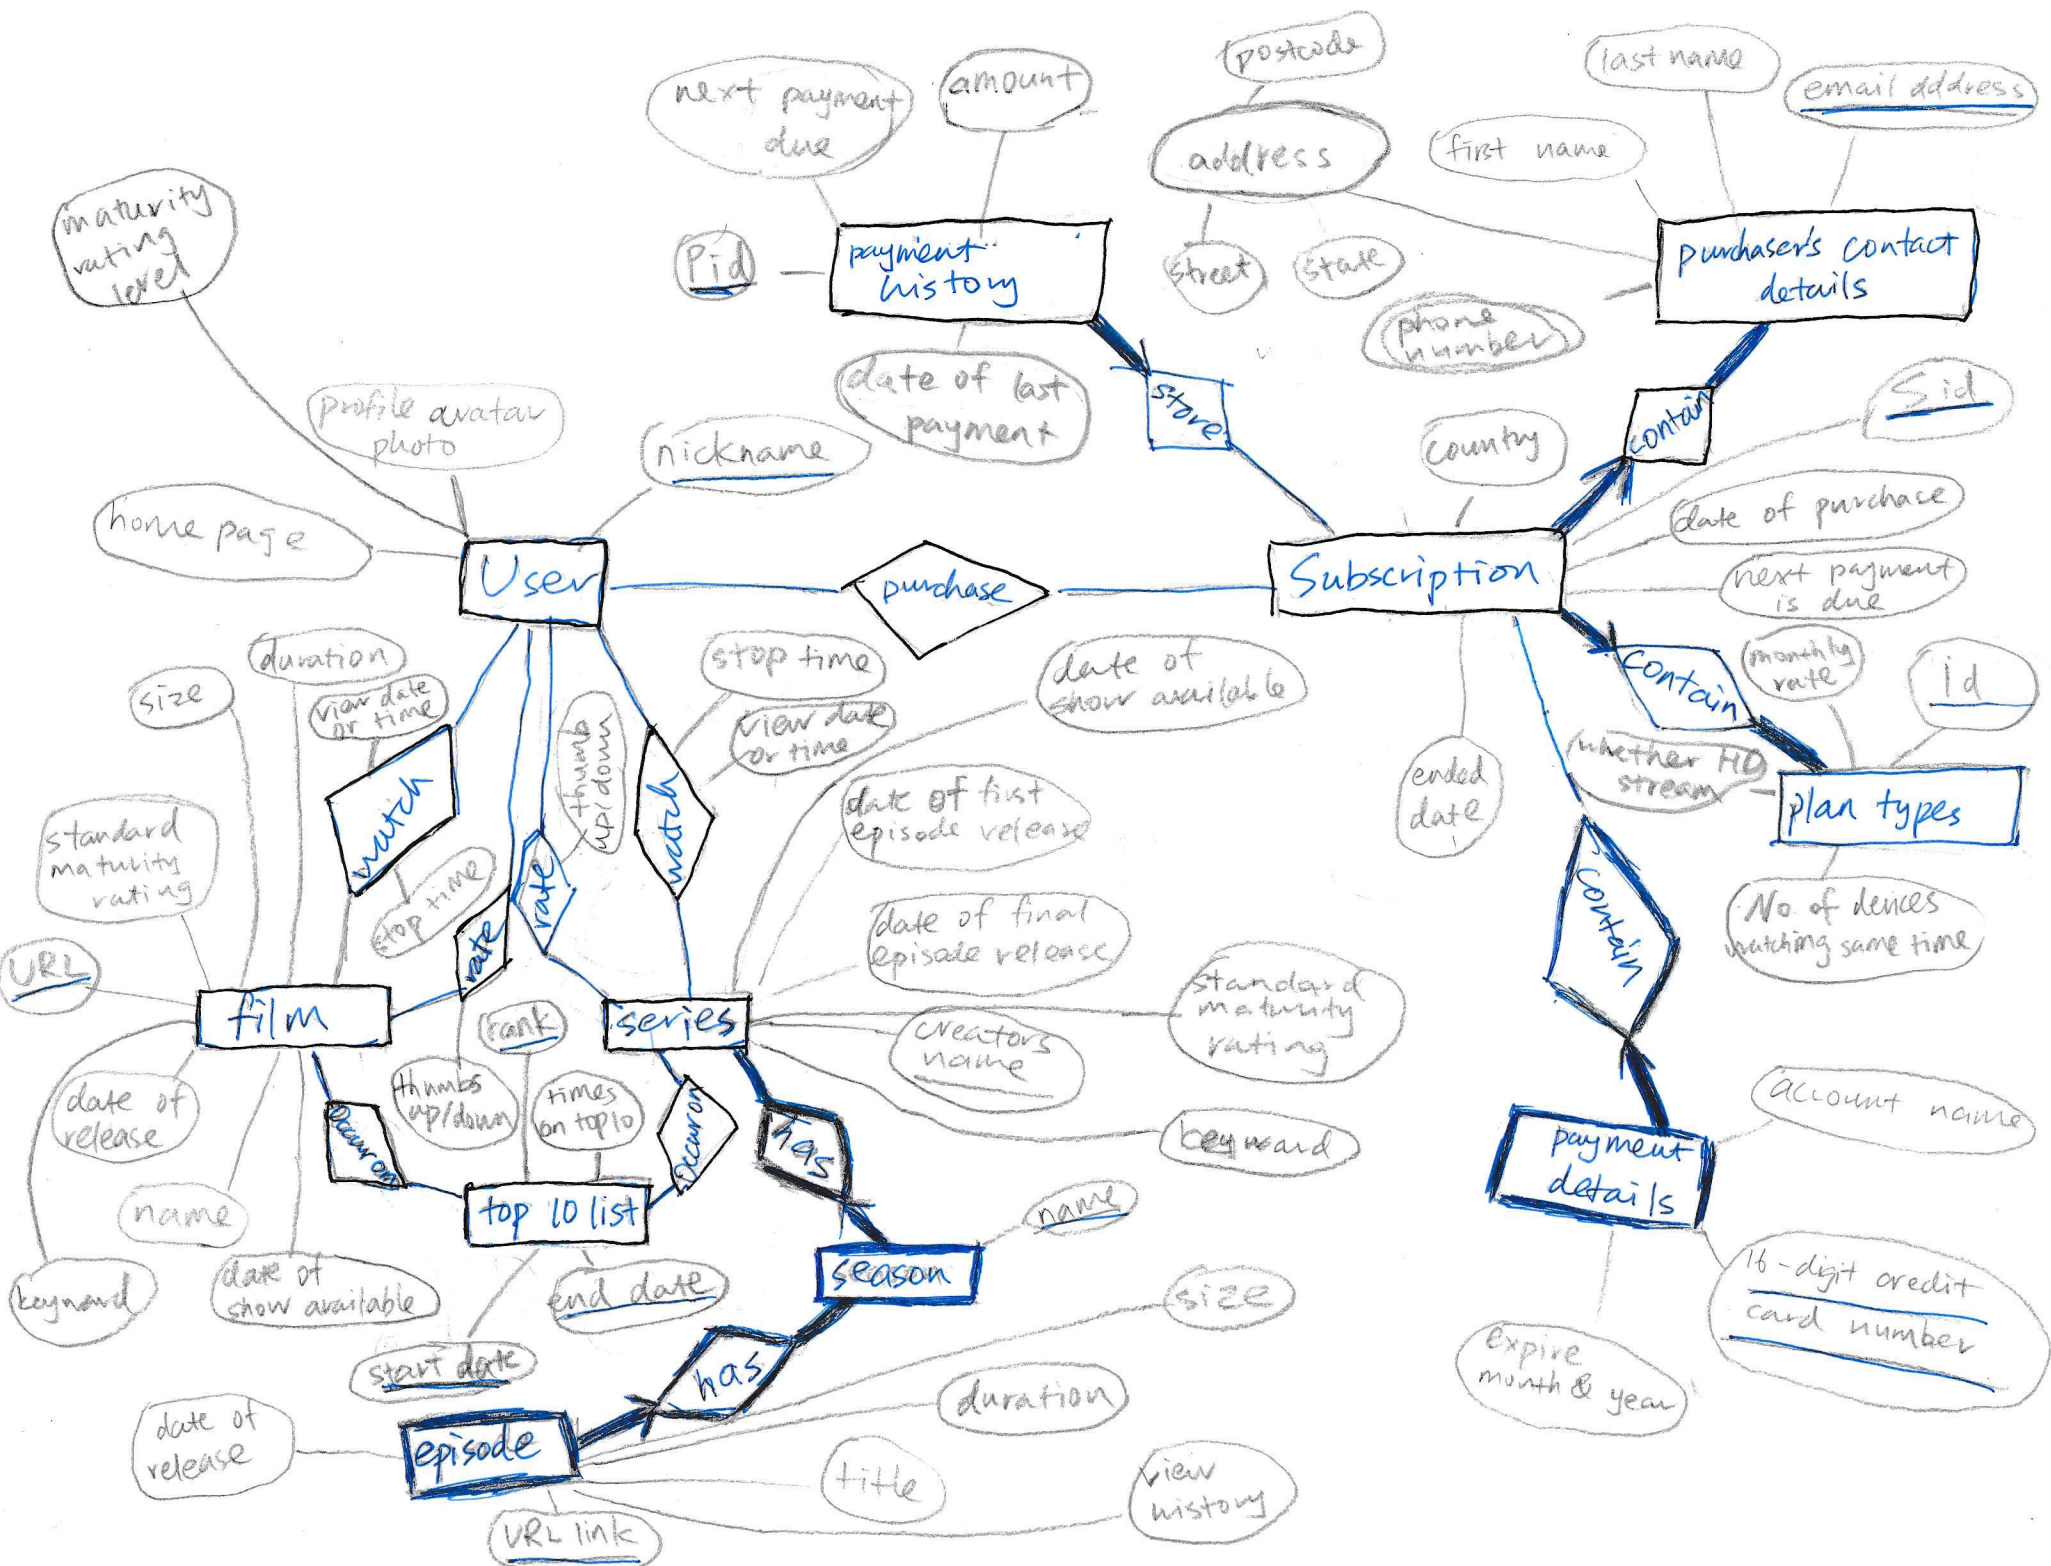 postcode
last name
email address
next payment
due
amount
address
first name
maturity
rating
level
Pid
payment
history
street
state
purchaser's contact
details
phone
number
date of last
payment
store
contain
Sid
profile avatar
photo
nickname
country
home page
date of purchase
User
purchase
Subscription
next payment
is due
duration
stop time
date of
show available
contain
monthly
rate
id
size
view date
or time
thumb
up/down
view date
or time
whether HD
stream
ended
date
plan types
watch
watch
date of first
episode release
standard
maturity
rating
stop time
rate
rate
date of final
episode release
contain
No of devices
watching same time
URL
film
rank
series
creators
name
standard
maturity
rating
date of
release
thumbs
up/down
times
on top 10
occur on
occur on
has
keyword
account name
payment
details
name
top 10 list
name
keyword
date of
show available
end date
season
size
16-digit credit
card number
start date
has
duration
expire
month & year
date of
release
episode
title
view
history
URL link